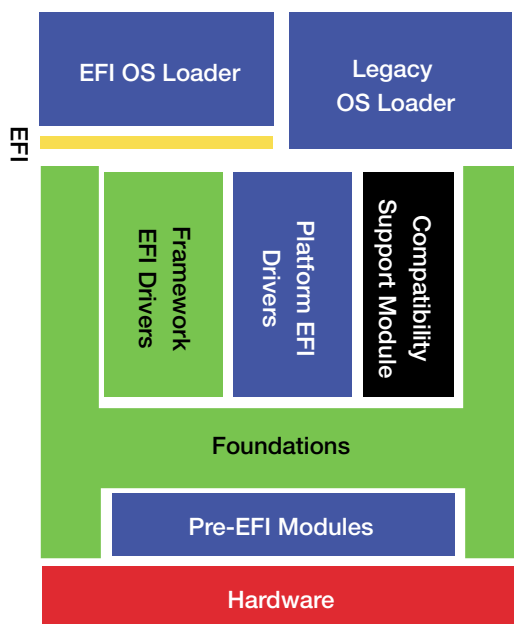 EFI OS Loader
Legacy
OS Loader
EFI
Framework
EFI Drivers
Platform EFI
Drivers
Compatibility
Support Module
Foundations
Pre-EFI Modules
Hardware